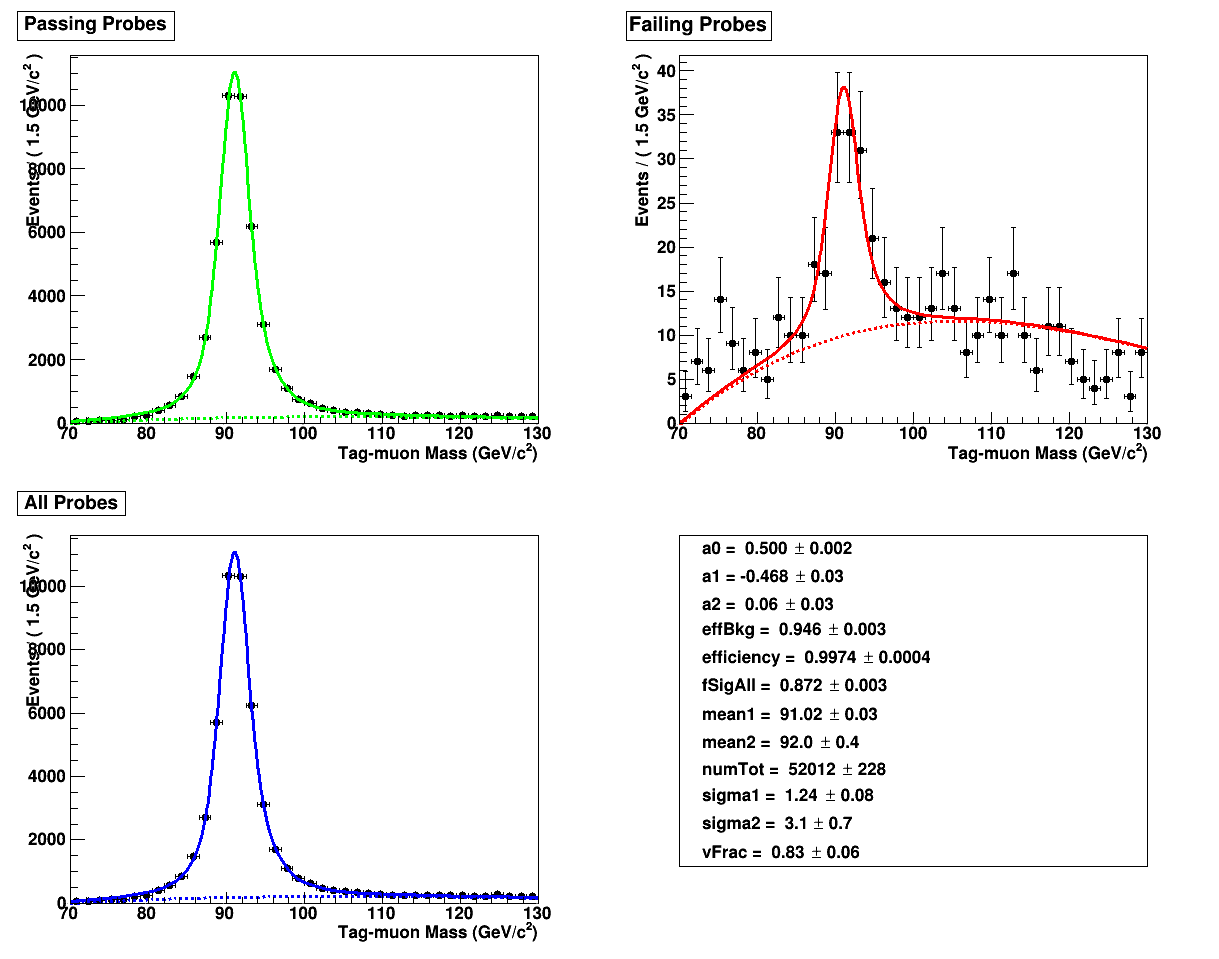 Passing Probes
Events / ( 1.5 GeV/c² )
10000
8000
6000
4000
2000
0
70 80 90 100 110 120 130
Tag-muon Mass (GeV/c²)
Failing Probes
Events / ( 1.5 GeV/c² )
40
35
30
25
20
15
10
5
0
70 80 90 100 110 120 130
Tag-muon Mass (GeV/c²)
All Probes
Events / ( 1.5 GeV/c² )
10000
8000
6000
4000
2000
0
70 80 90 100 110 120 130
Tag-muon Mass (GeV/c²)
a0 = 0.500 ± 0.002
a1 = -0.468 ± 0.03
a2 = 0.06 ± 0.03
effBkg = 0.946 ± 0.003
efficiency = 0.9974 ± 0.0004
fSigAll = 0.872 ± 0.003
mean1 = 91.02 ± 0.03
mean2 = 92.0 ± 0.4
numTot = 52012 ± 228
sigma1 = 1.24 ± 0.08
sigma2 = 3.1 ± 0.7
vFrac = 0.83 ± 0.06